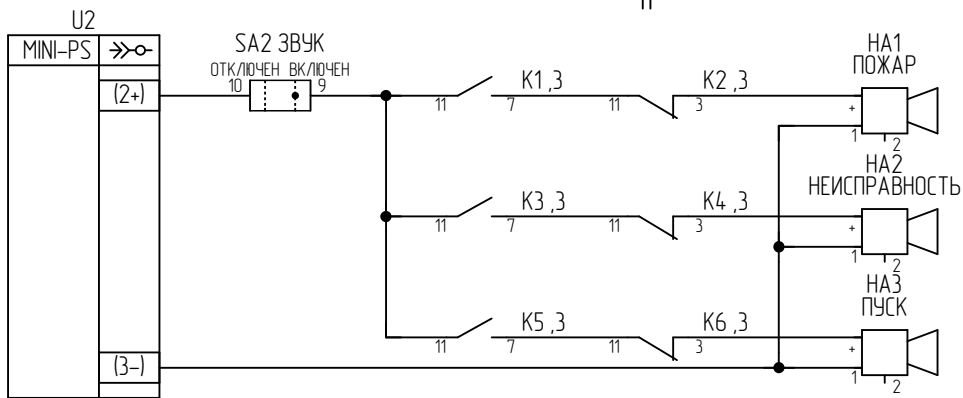 U2
MINI-PS
(2+)
(3-)
SA2 ЗВУК
ОТКЛЮЧЕН ВКЛЮЧЕН
10 9
11 K1,3 7 11 K2,3 3
HA1
ПОЖАР
+
1 2
11 K3,3 7 11 K4,3 3
HA2
НЕИСПРАВНОСТЬ
+
1 2
11 K5,3 7 11 K6,3 3
HA3
ПУСК
+
1 2